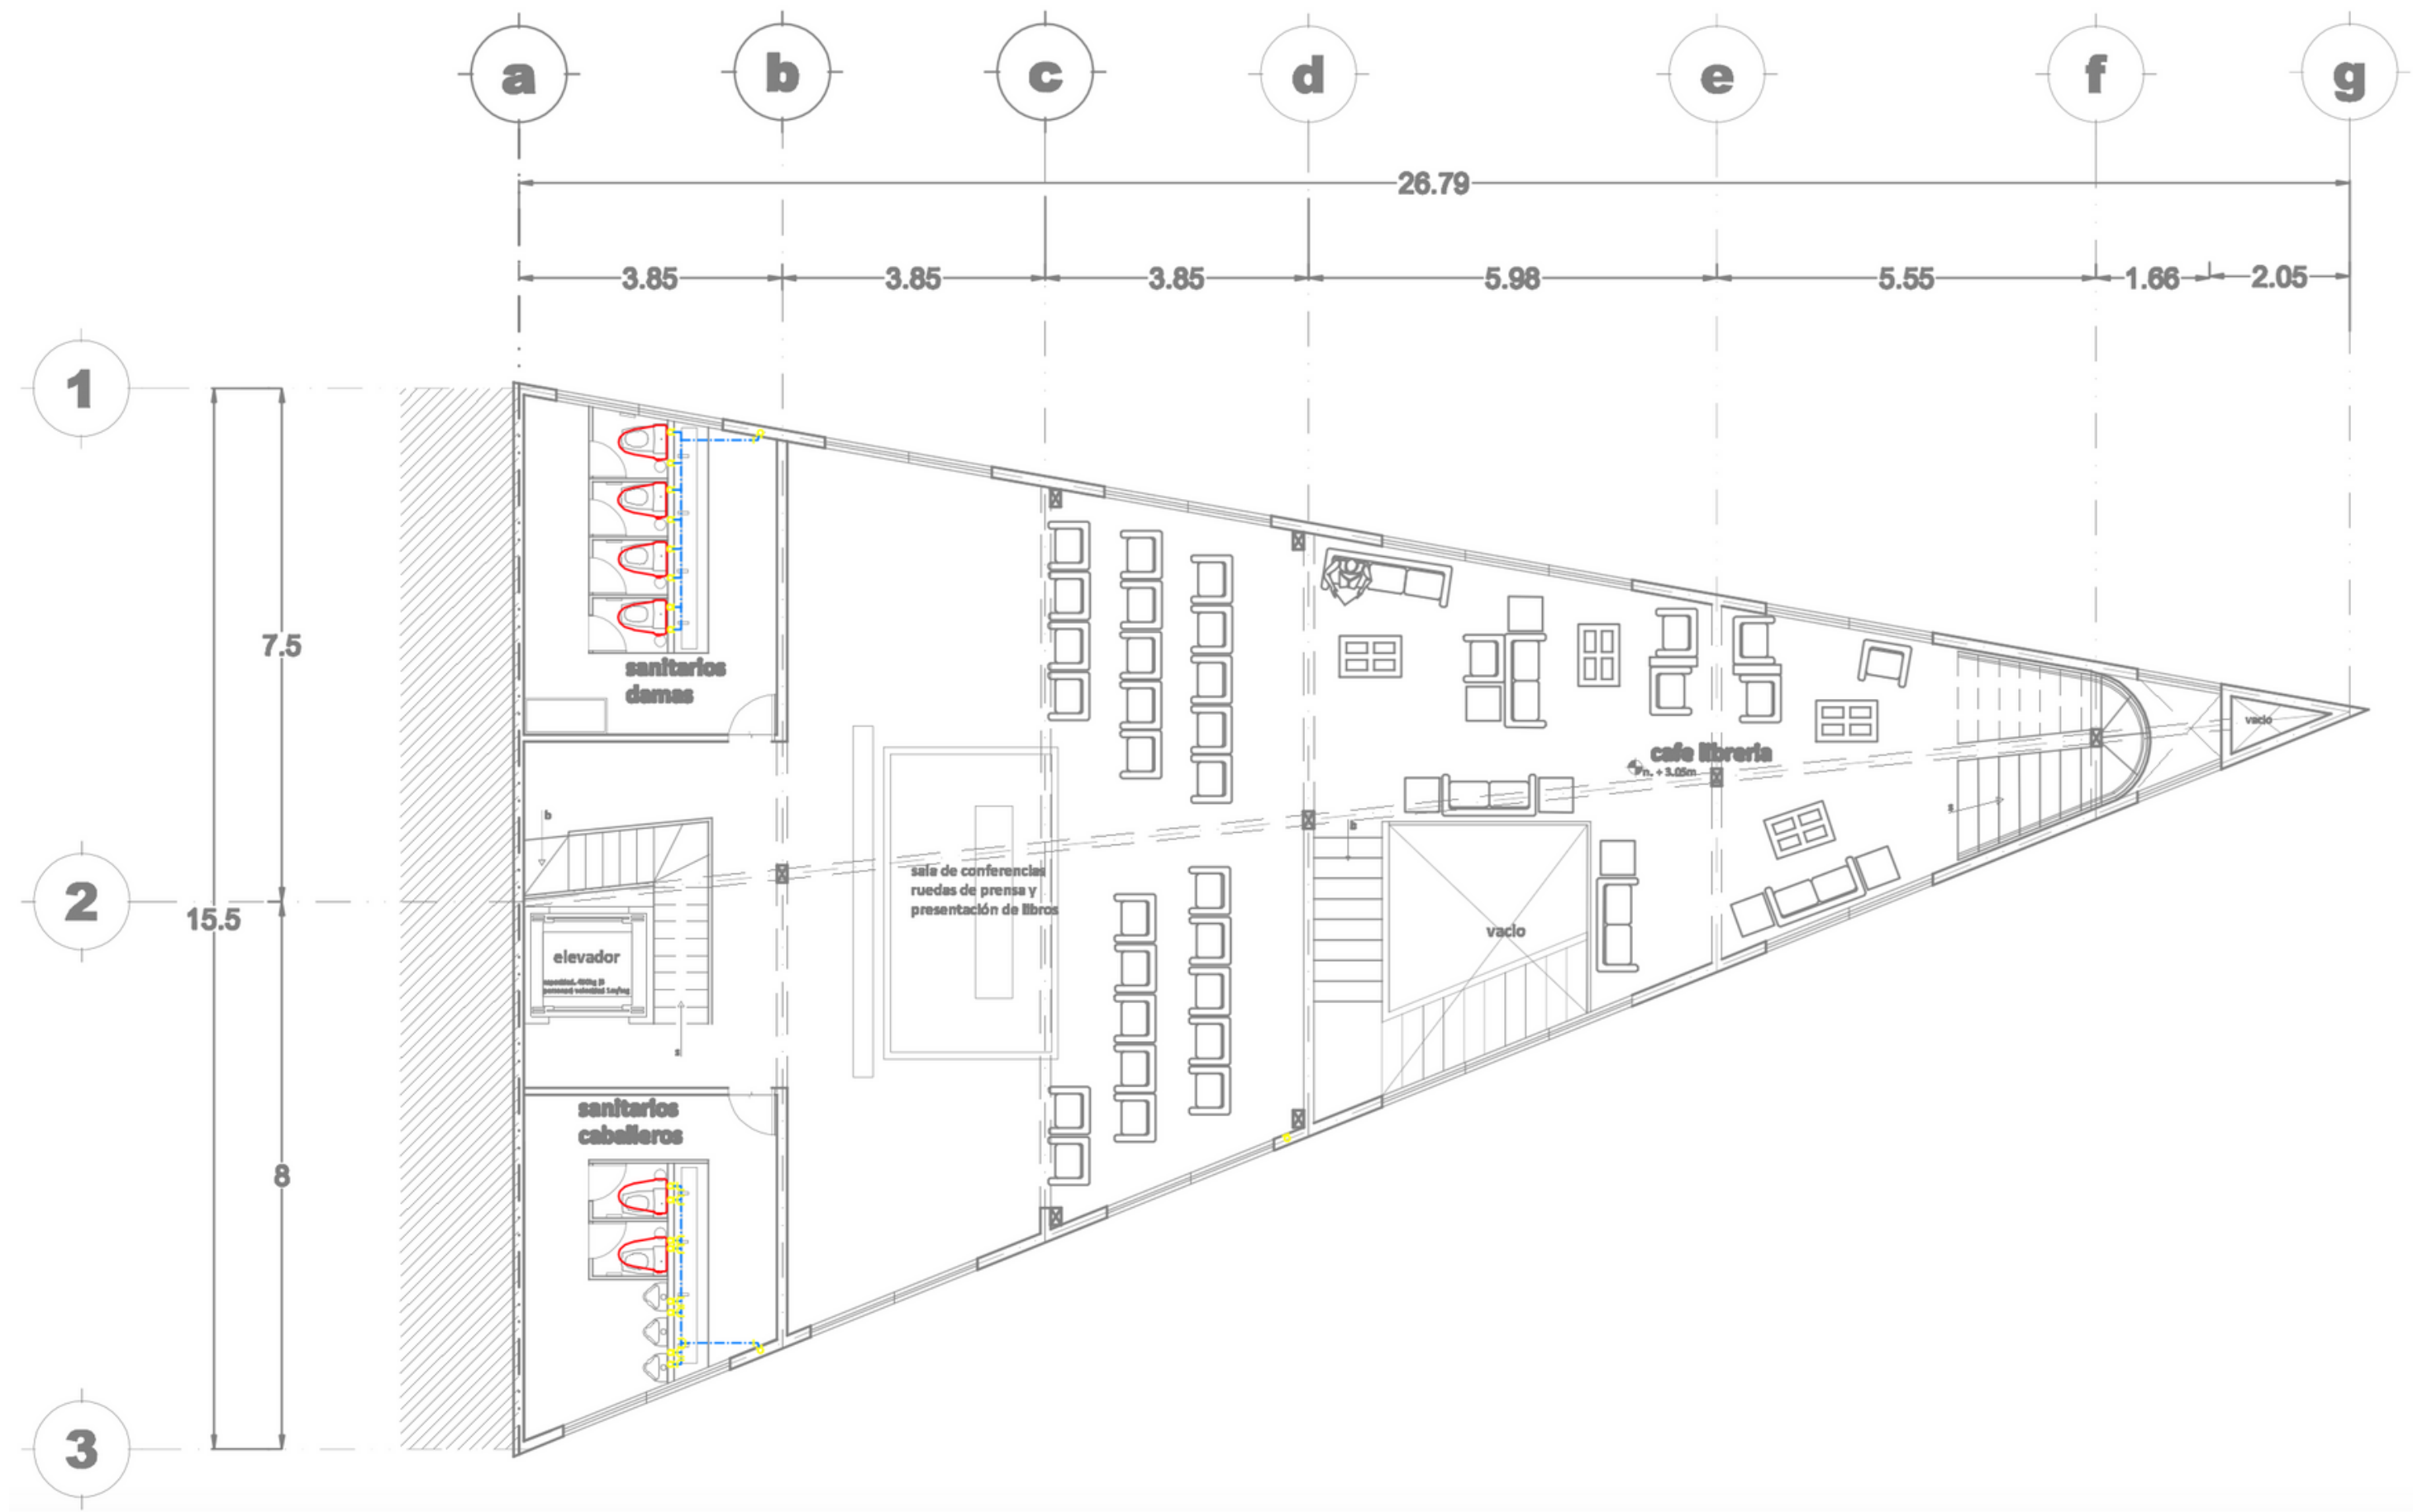 a
b
c
d
e
f
g
26.79
3.85
3.85
3.85
5.98
5.55
1.66
2.05
1
7.5
sanitarios
damas
vacio
cafe libreria
n. + 3.05m
b
s
b
sala de conferencias
ruedas de prensa y
presentación de libros
2
15.5
vacio
elevador
s
sanitarios
caballeros
8
3